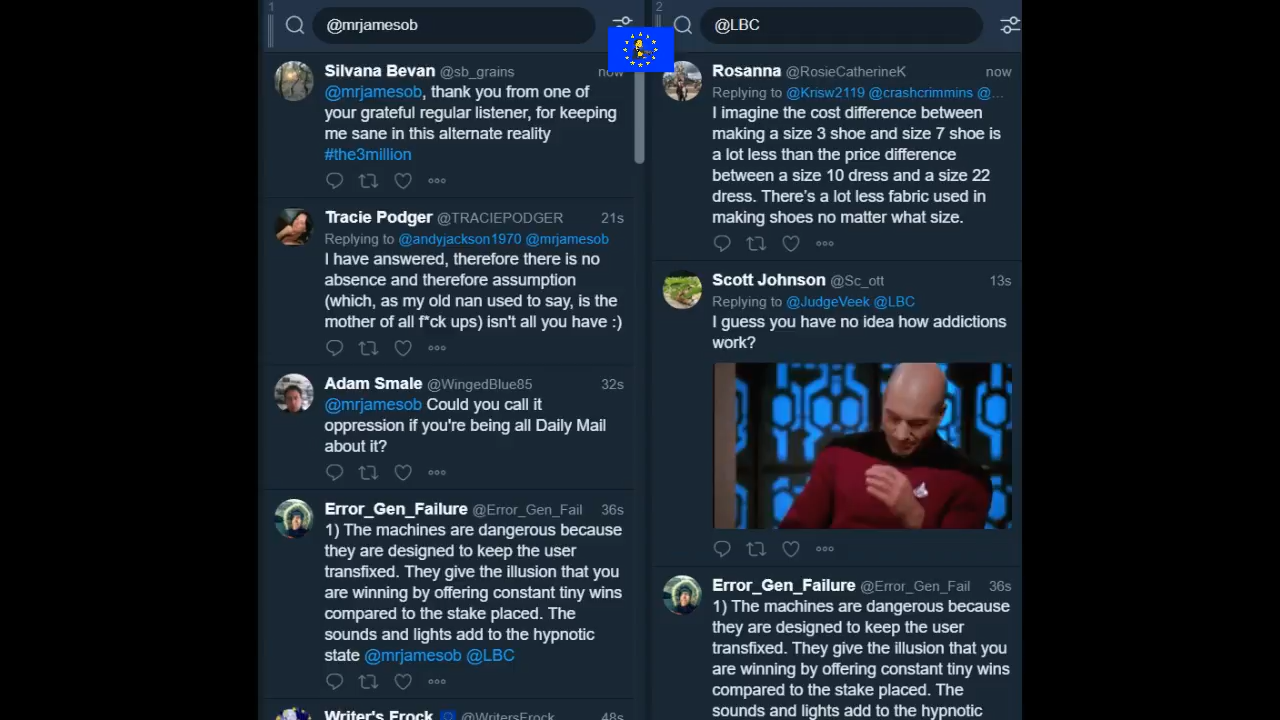 1
@mrjamesob
Silvana Bevan @sb_grains now
@mrjamesob, thank you from one of
your grateful regular listener, for keeping
me sane in this alternate reality
#the3million
Tracie Podger @TRACIEPODGER 21s
Replying to @andyjackson1970 @mrjamesob
I have answered, therefore there is no
absence and therefore assumption
(which, as my old nan used to say, is the
mother of all f*ck ups) isn't all you have :)
Adam Smale @WingedBlue85 32s
@mrjamesob Could you call it
oppression if you're being all Daily Mail
about it?
Error_Gen_Failure @Error_Gen_Fail 36s
1) The machines are dangerous because
they are designed to keep the user
transfixed. They give the illusion that you
are winning by offering constant tiny wins
compared to the stake placed. The
sounds and lights add to the hypnotic
state @mrjamesob @LBC
Writer's Frock @WritersFrock 48s
2
@LBC
Rosanna @RosieCatherineK now
Replying to @Krisw2119 @crashcrimmins @...
I imagine the cost difference between
making a size 3 shoe and size 7 shoe is
a lot less than the price difference
between a size 10 dress and a size 22
dress. There's a lot less fabric used in
making shoes no matter what size.
Scott Johnson @Sc_ott 13s
Replying to @JudgeVeek @LBC
I guess you have no idea how addictions
work?
Error_Gen_Failure @Error_Gen_Fail 36s
1) The machines are dangerous because
they are designed to keep the user
transfixed. They give the illusion that you
are winning by offering constant tiny wins
compared to the stake placed. The
sounds and lights add to the hypnotic